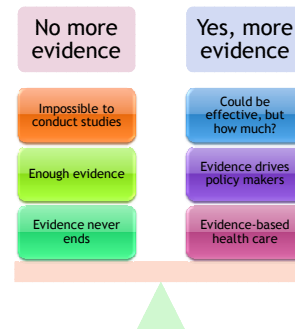 No more
evidence
Yes, more
evidence
Impossible to
conduct studies
Could be
effective, but
how much?
Enough evidence
Evidence drives
policy makers
Evidence never
ends
Evidence-based
health care